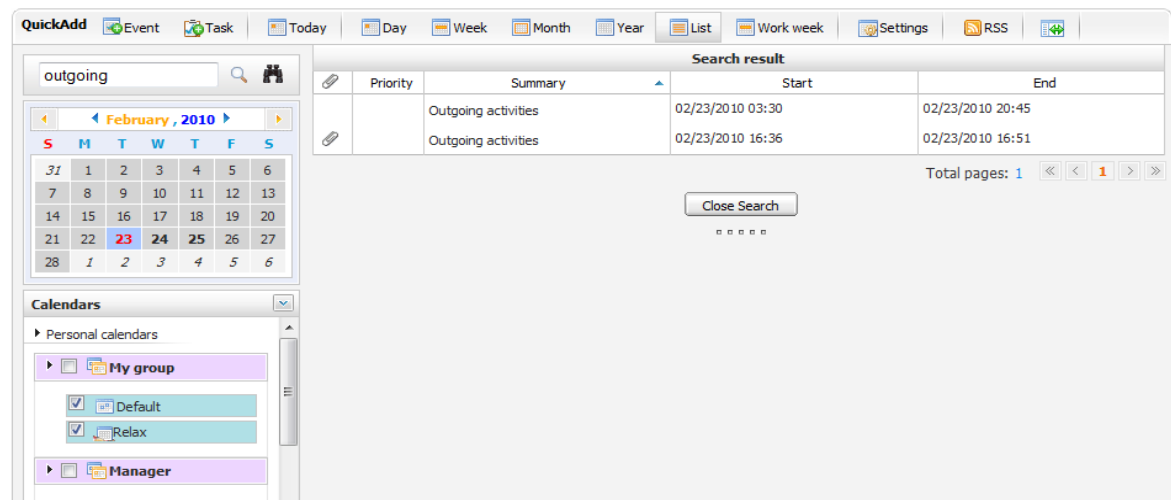 QuickAdd Event Task Today Day Week Month Year List Work week Settings RSS
outgoing
February , 2010
S M T W T F S
31 1 2 3 4 5 6
7 8 9 10 11 12 13
14 15 16 17 18 19 20
21 22 23 24 25 26 27
28 1 2 3 4 5 6
Calendars
Personal calendars
My group
Default
Relax
Manager
Search result
Priority Summary Start End
Outgoing activities 02/23/2010 03:30 02/23/2010 20:45
Outgoing activities 02/23/2010 16:36 02/23/2010 16:51
Total pages: 1 « < 1 > »
Close Search